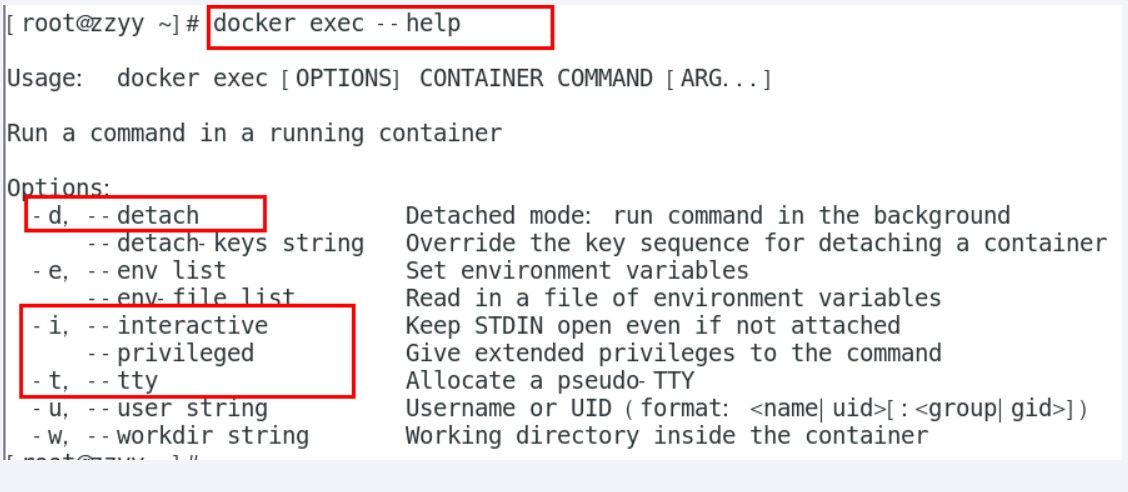 [root@zzyy ~]# docker exec --help
Usage:  docker exec [OPTIONS] CONTAINER COMMAND [ARG...]
Run a command in a running container
Options:
-d, --detach Detached mode: run command in the background
--detach-keys string Override the key sequence for detaching a container
-e, --env list Set environment variables
--env-file list Read in a file of environment variables
-i, --interactive Keep STDIN open even if not attached
--privileged Give extended privileges to the command
-t, --tty Allocate a pseudo-TTY
-u, --user string Username or UID (format: <name|uid>[:<group|gid>])
-w, --workdir string Working directory inside the container
[root@zzyy ~]#